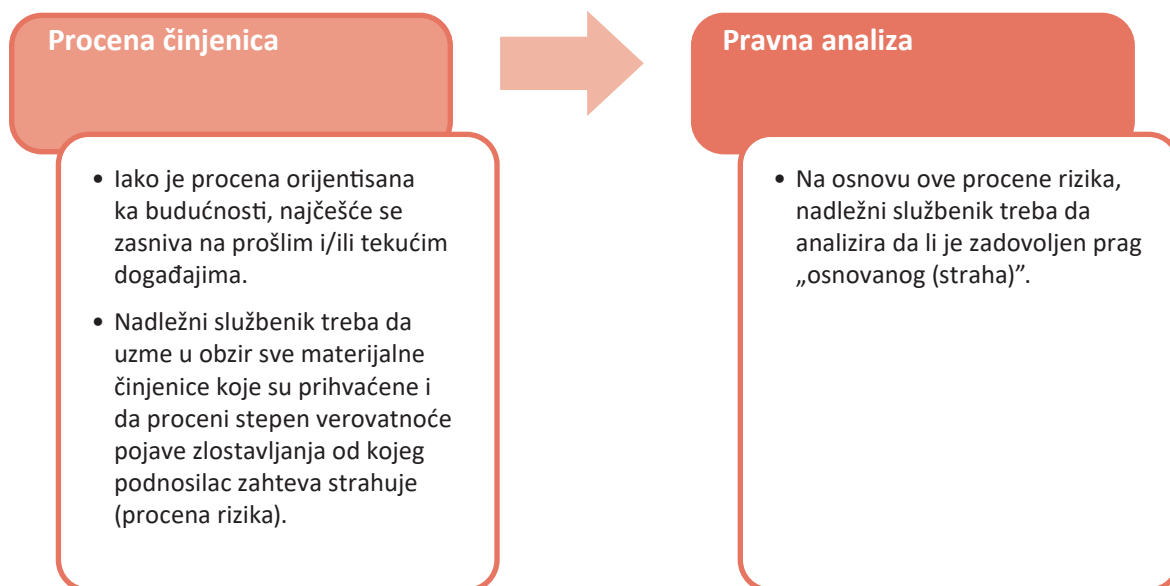 Procena činjenica
• Iako je procena orijentisana
ka budućnosti, najčešće se
zasniva na prošlim i/ili tekućim
događajima.
• Nadležni službenik treba da
uzme u obzir sve materijalne
činjenice koje su prihvaćene i
da proceni stepen verovatnoće
pojave zlostavljanja od kojeg
podnosilac zahteva strahuje
(procena rizika).
Pravna analiza
• Na osnovu ove procene rizika,
nadležni službenik treba da
analizira da li je zadovoljen prag
„osnovanog (straha)”.